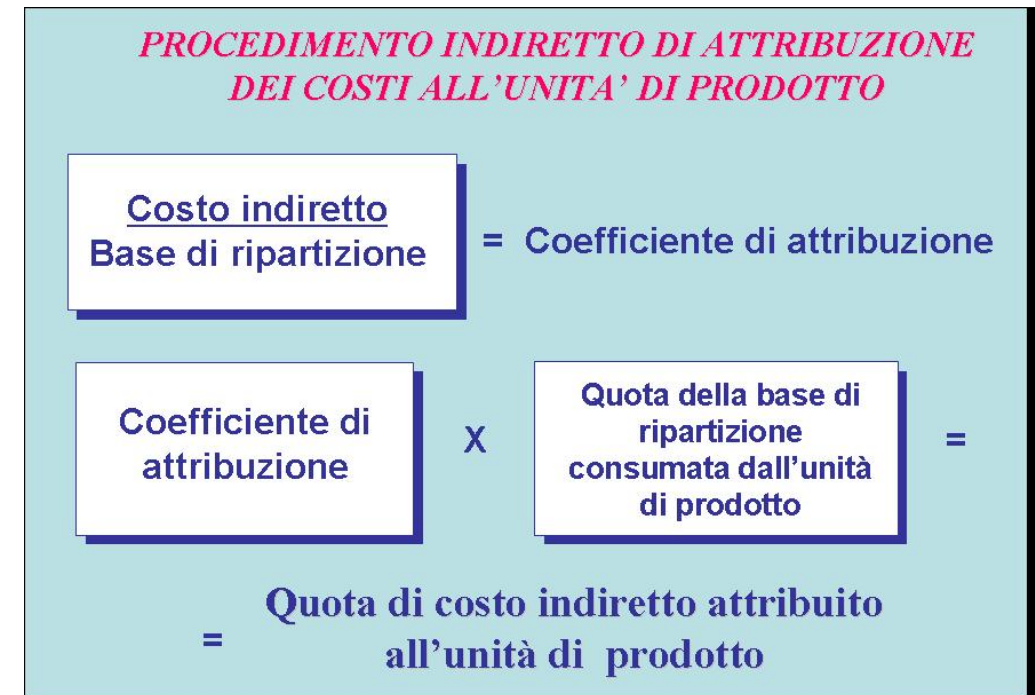 PROCEDIMENTO INDIRETTO DI ATTRIBUZIONE
DEI COSTI ALL'UNITA' DI PRODOTTO
Costo indiretto
Base di ripartizione
= Coefficiente di attribuzione
Coefficiente di
attribuzione
X
Quota della base di
ripartizione
consumata dall'unità
di prodotto
=
Quota di costo indiretto attribuito
=
all'unità di prodotto